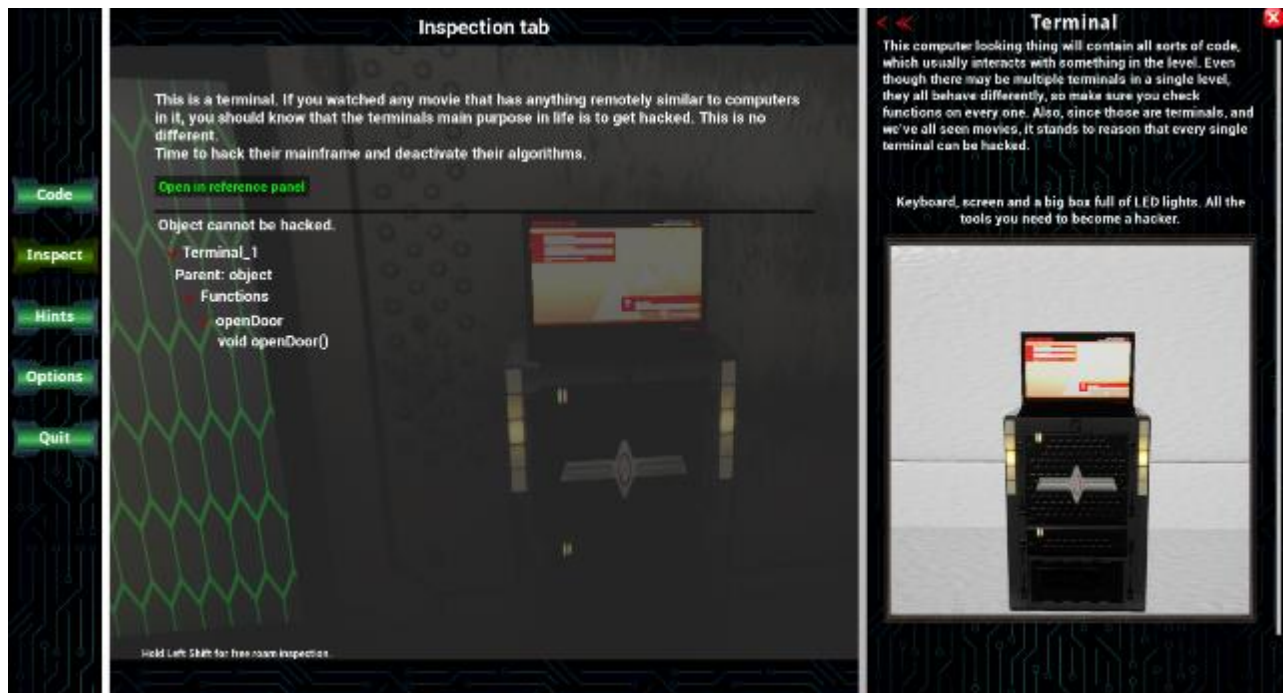 Code
Inspect
Hints
Options
Quit
Inspection tab
This is a terminal. If you watched any movie that has anything remotely similar to computers
in it, you should know that the terminals main purpose in life is to get hacked. This is no
different.
Time to hack their mainframe and deactivate their algorithms.
Open in reference panel
Object cannot be hacked.
Terminal_1
Parent: object
Functions
openDoor
void openDoor()
Hold Left Shift for free roam inspection.
Terminal
This computer looking thing will contain all sorts of code,
which usually interacts with something in the level. Even
though there may be multiple terminals in a single level,
they all behave differently, so make sure you check
functions on every one. Also, since those are terminals, and
we've all seen movies, it stands to reason that every single
terminal can be hacked.
Keyboard, screen and a big box full of LED lights. All the
tools you need to become a hacker.